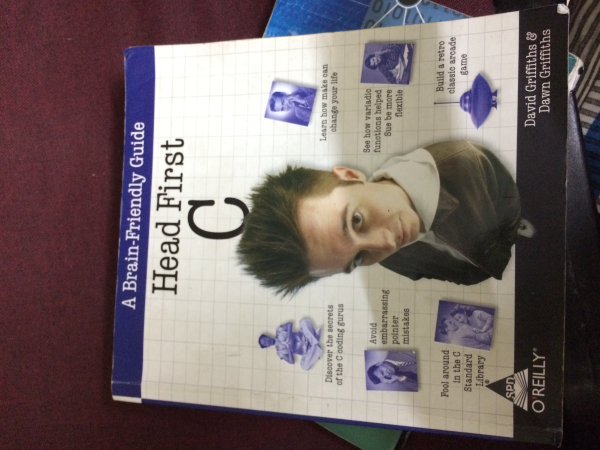 A Brain-Friendly Guide
Head First
C
Learn how make can
change your life
See how variadic
functions helped
Sue be more
flexible
Build a retro
classic arcade
game
Discover the secrets
of the C coding gurus
Avoid
embarrassing
pointer
mistakes
Fool around
in the C
Standard
Library
SPD
O'REILLY®
David Griffiths &
Dawn Griffiths